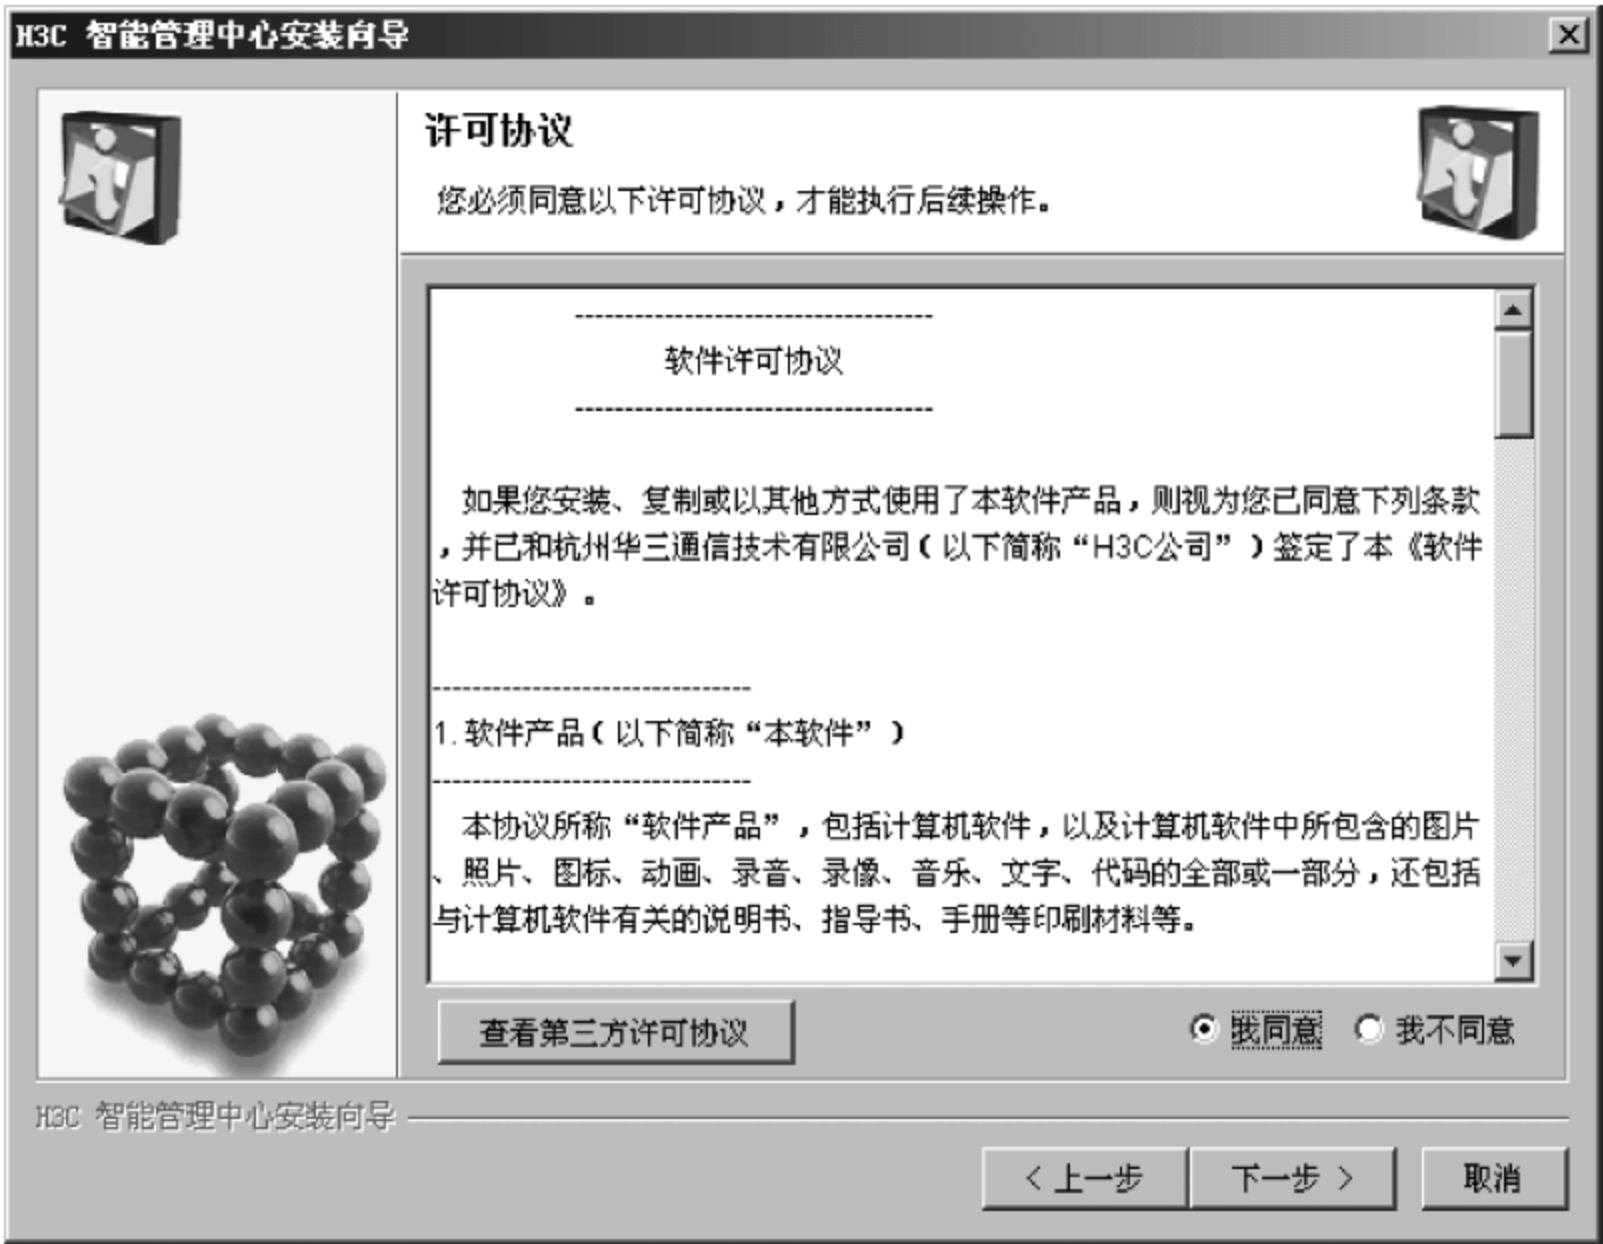 H3C 智能管理中心安装向导
许可协议
您必须同意以下许可协议，才能执行后续操作。
------------------------------------
软件许可协议
------------------------------------
如果您安装、复制或以其他方式使用了本软件产品，则视为您已同意下列条款
，并已和杭州华三通信技术有限公司（以下简称“H3C公司”）签定了本《软件
许可协议》。
--------------------------------
1.软件产品（以下简称“本软件”）
--------------------------------
本协议所称“软件产品”，包括计算机软件，以及计算机软件中所包含的图片
、照片、图标、动画、录音、录像、音乐、文字、代码的全部或一部分，还包括
与计算机软件有关的说明书、指导书、手册等印刷材料等。
查看第三方许可协议
我同意 我不同意
H3C 智能管理中心安装向导
< 上一步 下一步 > 取消